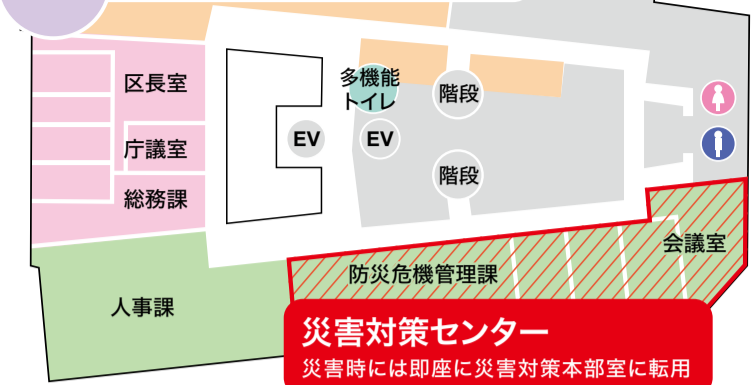 区長室
庁議室
総務課
人事課
多機能
トイレ
階段
EV
EV
階段
会議室
防災危機管理課
災害対策センター
災害時には即座に災害対策本部室に転用